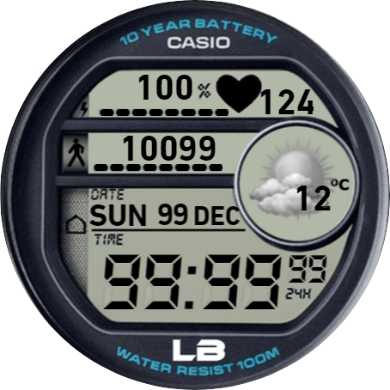 10 YEAR BATTERY
CASIO
100 % 124
10099
12°C
DATE
SUN 99 DEC
TIME
99:99 99
24H
LB
WATER RESIST 100M